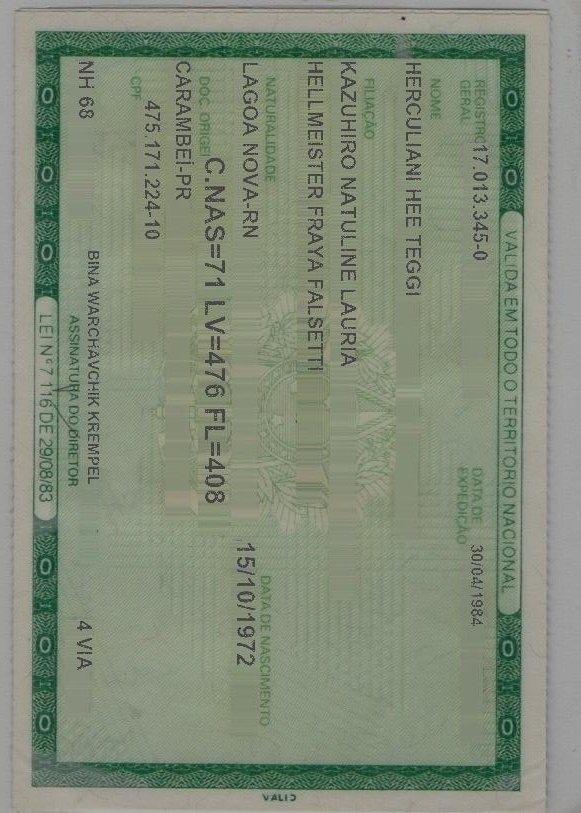 VÁLIDA EM TODO O TERRITÓRIO NACIONAL
REGISTRO GERAL 17.013.345-0 DATA DE EXPEDIÇÃO 30/04/1984
NOME
HERCULIANI HEE TEGGI
FILIAÇÃO
KAZUHIRO NATULINE LAURIA
HELLMEISTER FRAYA FALSETTI
NATURALIDADE DATA DE NASCIMENTO
LAGOA NOVA-RN 15/10/1972
DOC ORIGEM C.NAS=71 LV=476 FL=408
CARAMBEÍ-PR
CPF 475.171.224-10
NH 68 BINA WARCHAVCHIK KREMPEL 4 VIA
ASSINATURA DO DIRETOR
LEI Nº 7.116 DE 29/08/83